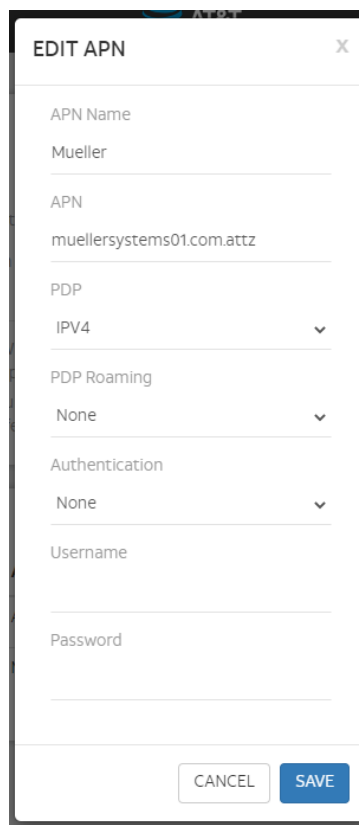 AT&T
EDIT APN
X
APN Name
Mueller
APN
muellersystems01.com.attz
PDP
IPV4
PDP Roaming
None
Authentication
None
Username
Password
CANCEL
SAVE